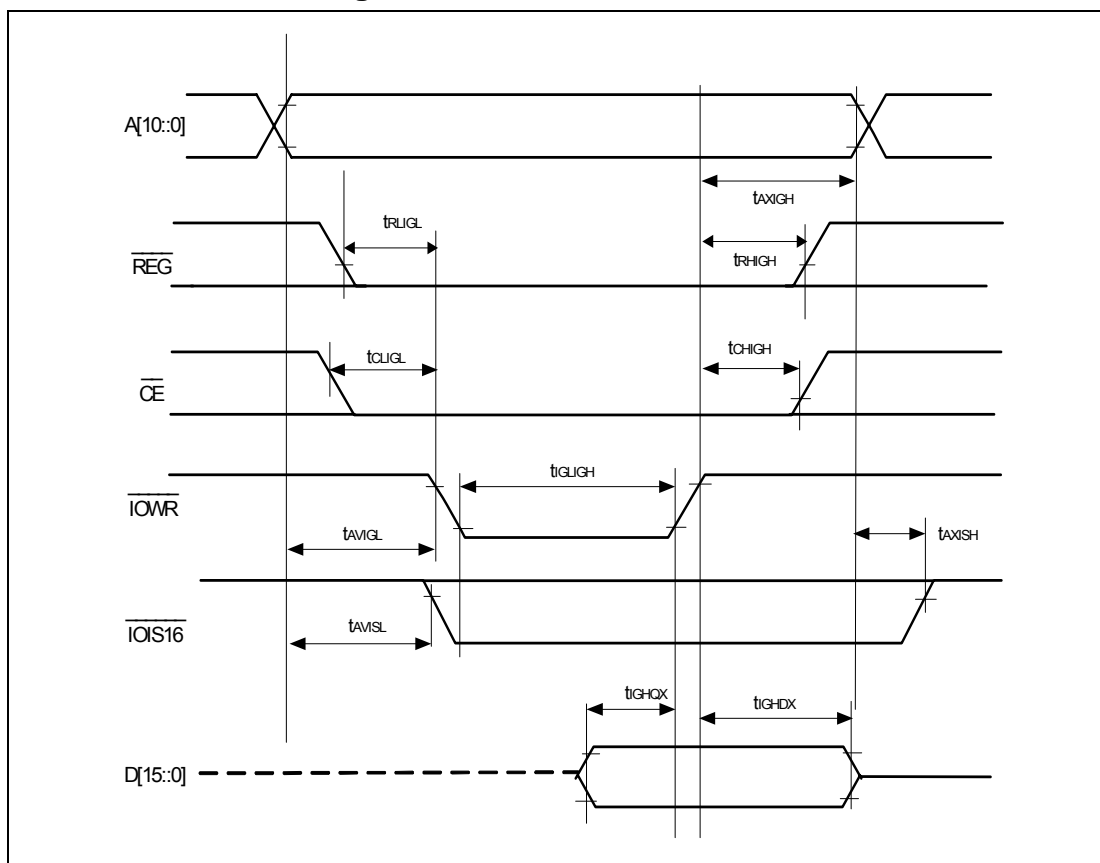 A[10::0]
tAXIGH
tRLIGL
tRHIGH
REG
tCLIGL
tCHIGH
CE
tIGLIGH
IOWR
tAVIGL
tAXISH
IOIS16
tAVISL
tIGHQX
tIGHDX
D[15::0]